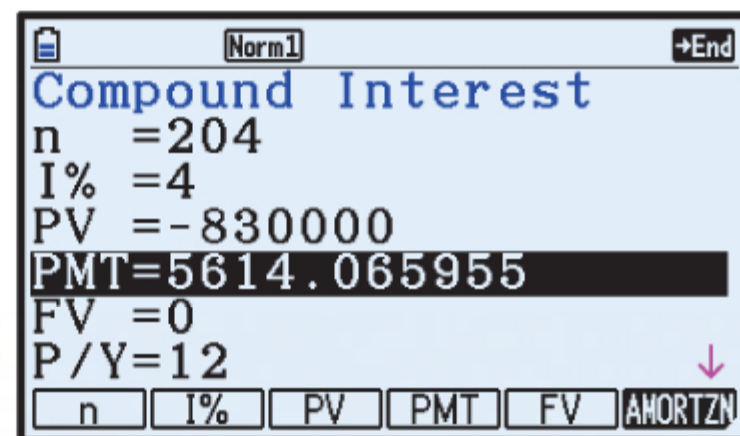 Norm1 →End
Compound Interest
n =204
I% =4
PV =-830000
PMT=5614.065955
FV =0
P/Y=12 ↓
n I% PV PMT FV AMORTZN